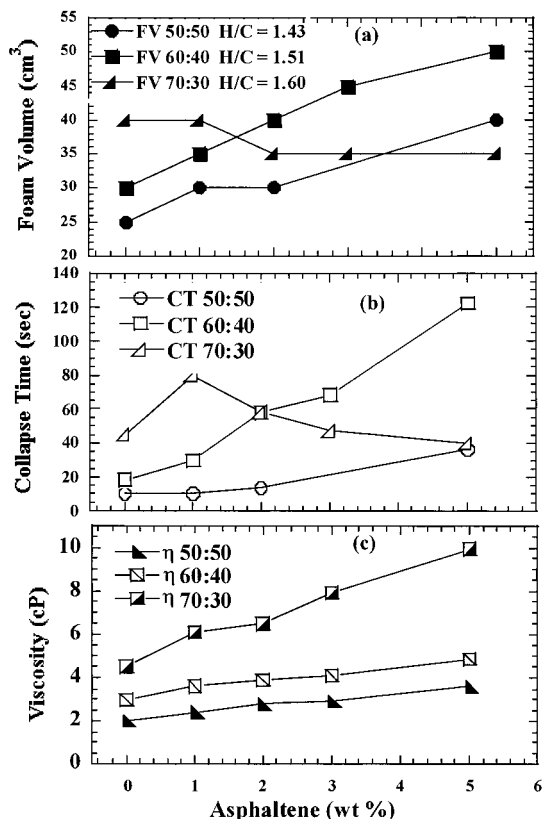 (a)
FV 50:50 H/C = 1.43
FV 60:40 H/C = 1.51
FV 70:30 H/C = 1.60
Foam Volume (cm³)
55
50
45
40
35
30
25
20
(b)
CT 50:50
CT 60:40
CT 70:30
Collapse Time (sec)
140
120
100
80
60
40
20
0
(c)
η 50:50
η 60:40
η 70:30
Viscosity (cP)
10
8
6
4
2
0
0 1 2 3 4 5 6
Asphaltene (wt %)